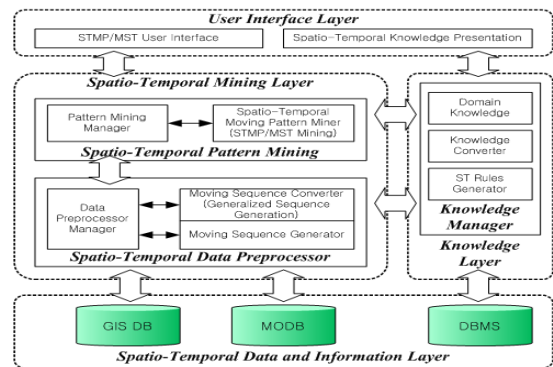 User Interface Layer
STMP/MST User Interface
Spatio-Temporal Knowledge Presentation
Spatio-Temporal Mining Layer
Pattern Mining
Manager
Spatio-Temporal
Moving Pattern Miner
(STMP/MST Mining)
Spatio-Temporal Pattern Mining
Data
Preprocessor
Manager
Moving Sequence Converter
(Generalized Sequence
Generation)
Moving Sequence Generator
Spatio-Temporal Data Preprocessor
Domain
Knowledge
Knowledge
Converter
ST Rules
Generator
Knowledge
Manager
Knowledge
Layer
GIS DB
MODB
DBMS
Spatio-Temporal Data and Information Layer